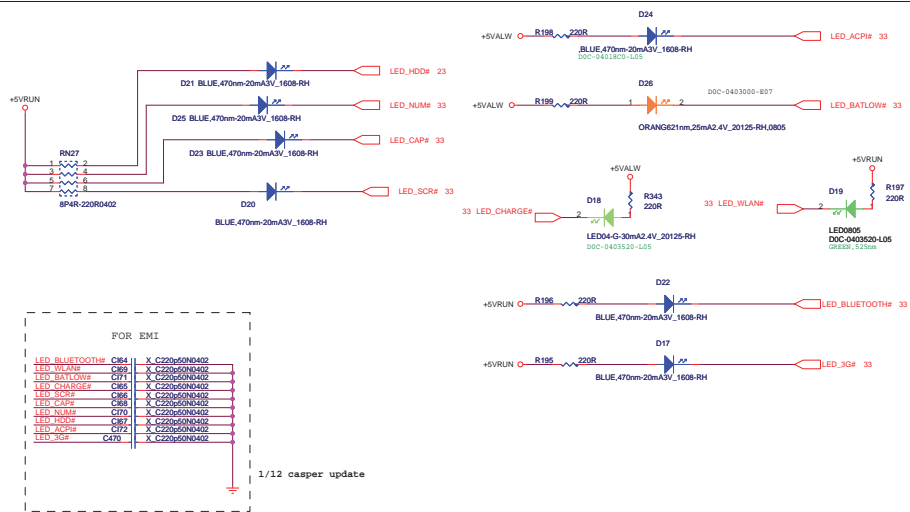 D24
+5VALW R198 220R LED_ACPI# 33
BLUE,470nm-20mA3V_1608-RH
D0C-04018C0-L05
LED_HDD# 23
D21 BLUE,470nm-20mA3V_1608-RH
D26
D0C-0403000-E07
+5VRUN
LED_NUM# 33
+5VALW R199 220R 1 2 LED_BATLOW# 33
D25 BLUE,470nm-20mA3V_1608-RH
ORANG621nm,25mA2.4V_20125-RH,0805
LED_CAP# 33
D23 BLUE,470nm-20mA3V_1608-RH
RN27
1 2
3 4
5 6
7 8
8P4R-220R0402
LED_SCR# 33
D20
BLUE,470nm-20mA3V_1608-RH
+5VALW
D18 R343
220R
33 LED_CHARGE# 2
LED04-G-30mA2.4V_20125-RH
D0C-0403520-L05
+5VRUN
D19 R197
220R
33 LED_WLAN# 2
LED0805
D0C-0403520-L05
GREEN,525nm
D22
+5VRUN R196 220R LED_BLUETOOTH# 33
BLUE,470nm-20mA3V_1608-RH
D17
+5VRUN R195 220R LED_3G# 33
BLUE,470nm-20mA3V_1608-RH
FOR EMI
LED_BLUETOOTH# CI64 X_C220p50N0402
LED_WLAN# CI69 X_C220p50N0402
LED_BATLOW# CI71 X_C220p50N0402
LED_CHARGE# CI65 X_C220p50N0402
LED_SCR# CI66 X_C220p50N0402
LED_CAP# CI68 X_C220p50N0402
LED_NUM# CI70 X_C220p50N0402
LED_HDD# CI67 X_C220p50N0402
LED_ACPI# CI72 X_C220p50N0402
LED_3G# C470 X_C220p50N0402
1/12 casper update